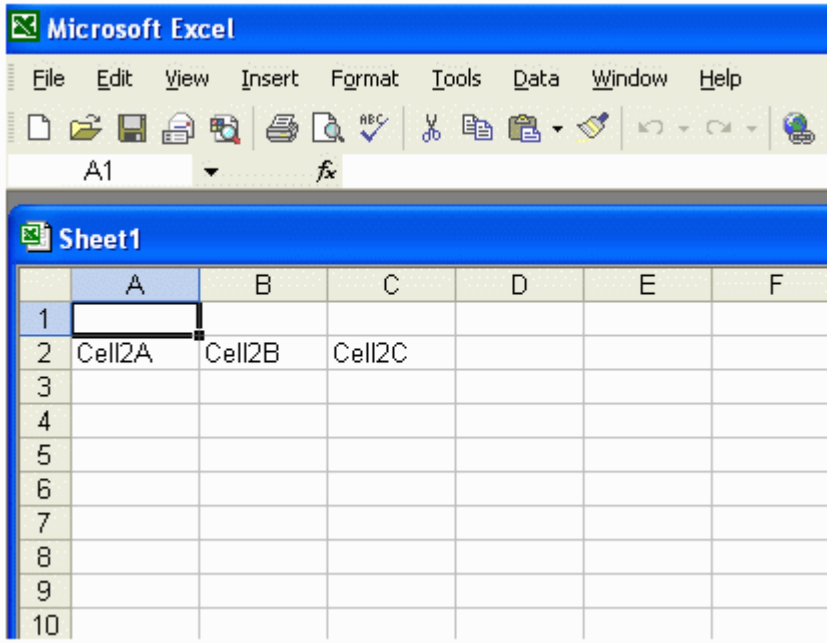 Microsoft Excel
File Edit View Insert Format Tools Data Window Help
ABC
A1 fx
Sheet1
A B C D E F
1
2 Cell2A Cell2B Cell2C
3
4
5
6
7
8
9
10